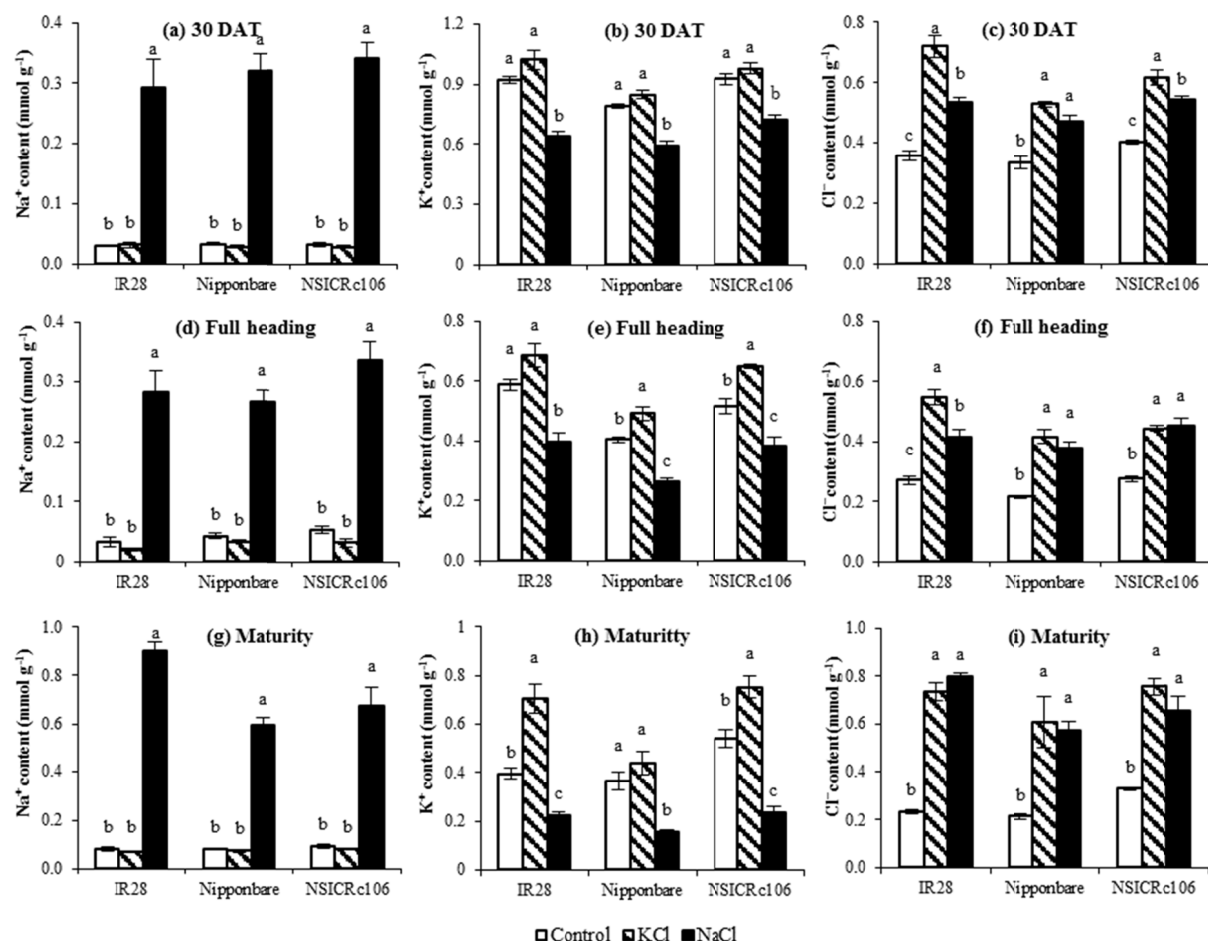 (a) 30 DAT
Na⁺ content (mmol g⁻¹)
0.4
0.3
0.2
0.1
0.0
b b a
b b a
b b a
IR28 Nipponbare NSICRc106
(b) 30 DAT
K⁺content (mmol g⁻¹)
1.2
0.9
0.6
0.3
0
a a b
a a b
a a b
IR28 Nipponbare NSICRc106
(c) 30 DAT
Cl⁻ content (mmol g⁻¹)
0.8
0.6
0.4
0.2
0.0
c a b
b a a
c a b
IR28 Nipponbare NSICRc106
(d) Full heading
Na⁺ content (mmol g⁻¹)
0.4
0.3
0.2
0.1
0
b b a
b b a
b b a
IR28 Nipponbare NSICRc106
(e) Full heading
K⁺content (mmol g⁻¹)
0.8
0.6
0.4
0.2
0.0
a a b
b a c
b a c
IR28 Nipponbare NSICRc106
(f) Full heading
Cl⁻ content (mmol g⁻¹)
0.8
0.6
0.4
0.2
0.0
c a b
b a a
b a a
IR28 Nipponbare NSICRc106
(g) Maturity
Na⁺ content (mmol g⁻¹)
1.0
0.8
0.6
0.4
0.2
0.0
b b a
b b a
b b a
IR28 Nipponbare NSICRc106
(h) Maturitty
K⁺ content (mmol g⁻¹)
1
0.8
0.6
0.4
0.2
0
b a c
a a b
b a c
IR28 Nipponbare NSICRc106
(i) Maturity
Cl⁻ content (mmol g⁻¹)
1.0
0.8
0.6
0.4
0.2
0.0
b a a
b a a
b a a
IR28 Nipponbare NSICRc106
Control KCl NaCl